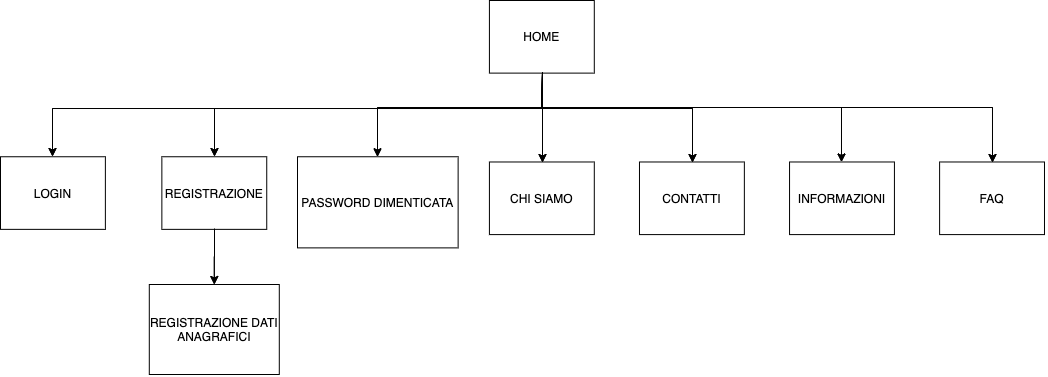 HOME
LOGIN
REGISTRAZIONE
PASSWORD DIMENTICATA
CHI SIAMO
CONTATTI
INFORMAZIONI
FAQ
REGISTRAZIONE DATI
ANAGRAFICI